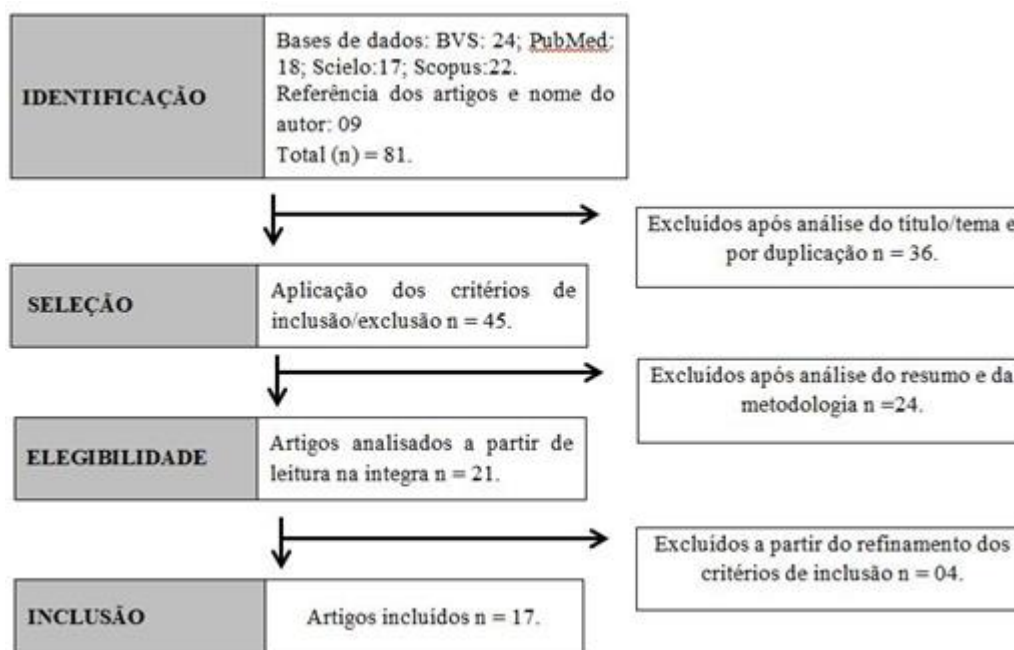 IDENTIFICAÇÃO
Bases de dados: BVS: 24; PubMed:
18; Scielo:17; Scopus:22.
Referência dos artigos e nome do
autor: 09
Total (n) = 81.
Excluídos após análise do título/tema e
por duplicação n = 36.
SELEÇÃO
Aplicação dos critérios de
inclusão/exclusão n = 45.
Excluídos após análise do resumo e da
metodologia n =24.
ELEGIBILIDADE
Artigos analisados a partir de
leitura na integra n = 21.
Excluídos a partir do refinamento dos
critérios de inclusão n = 04.
INCLUSÃO
Artigos incluídos n = 17.